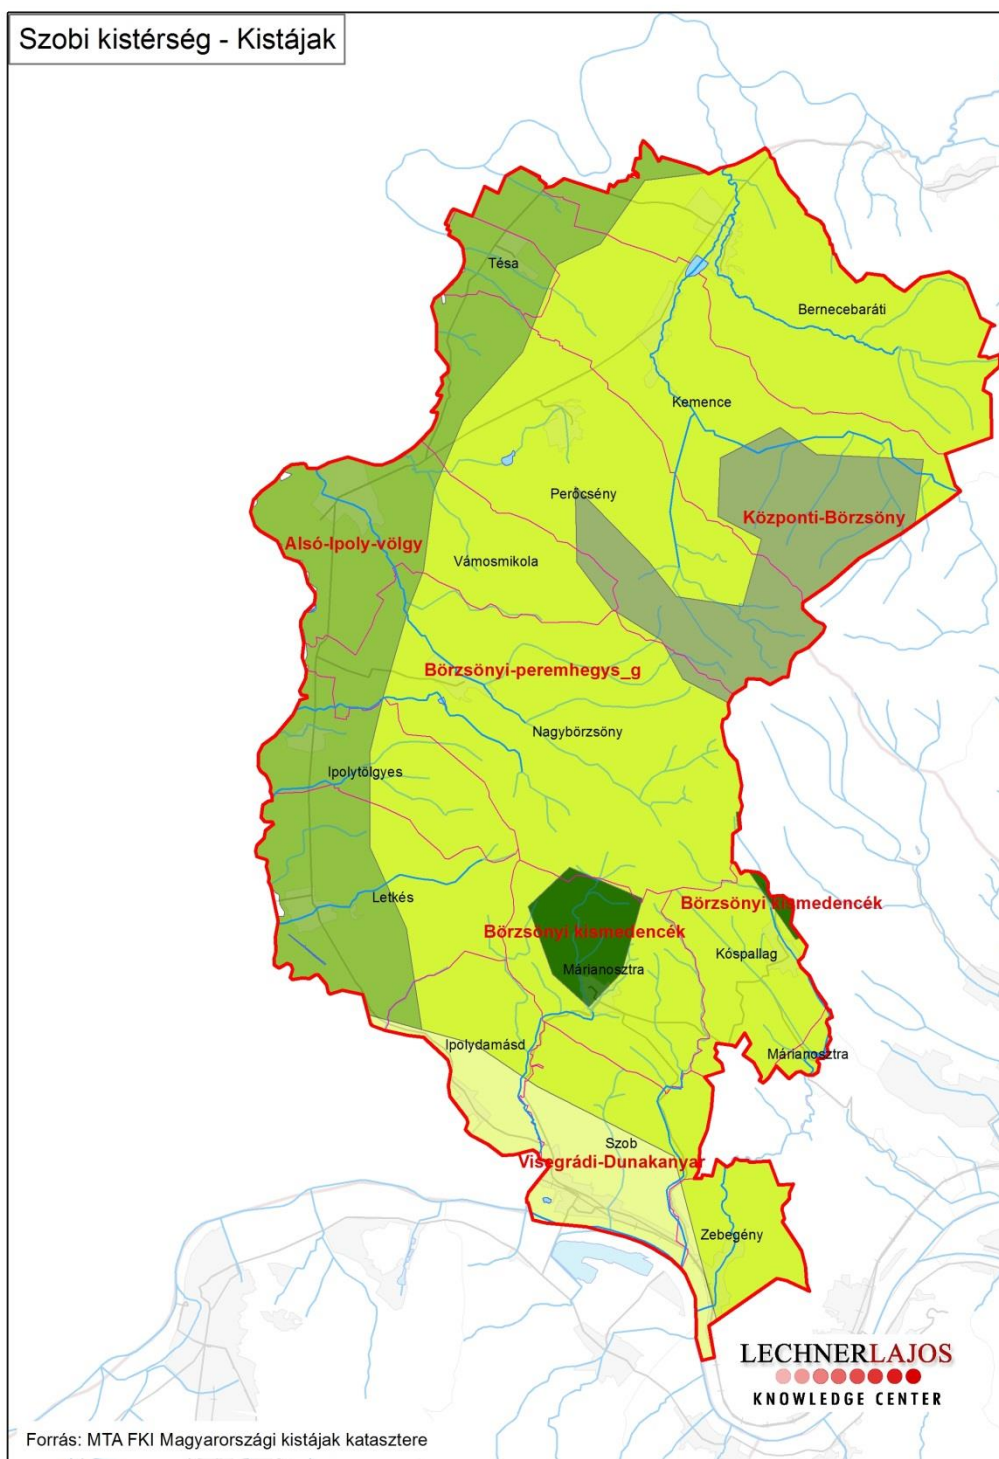 Szobi kistérség - Kistájak
Tésa
Bernecebaráti
Kemence
Perőcsény
Központi-Börzsöny
Alsó-Ipoly-völgy
Vámosmikola
Börzsönyi-peremhegys_g
Nagybörzsöny
Ipolytölgyes
Letkés
Börzsönyi kismedencék
Börzsönyi kismedencék
Kóspallag
Márianosztra
Ipolydamásd
Márianosztra
Szob
Visegrádi-Dunakanyar
Zebegény
LECHNERLAJOS
KNOWLEDGE CENTER
Forrás: MTA FKI Magyarországi kistájak katasztere